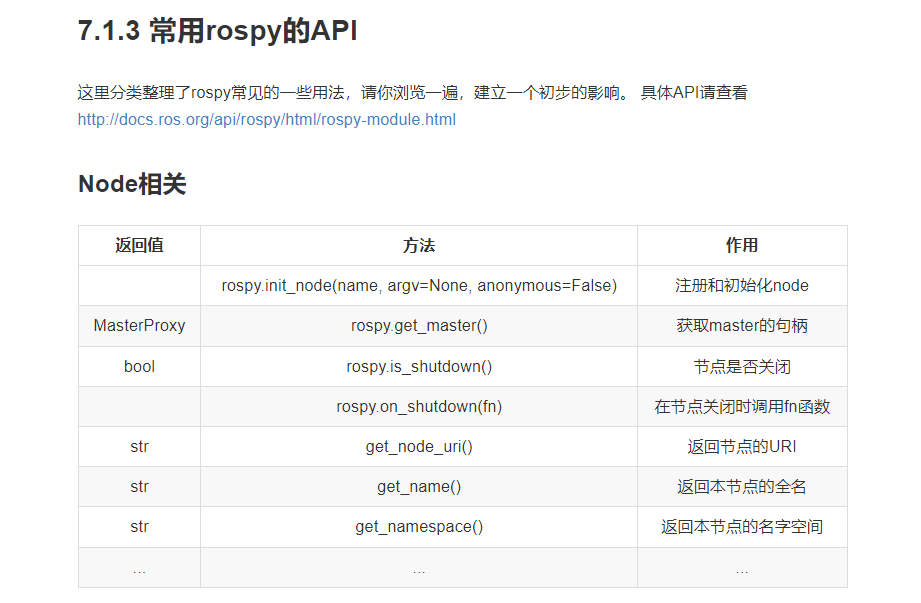 7.1.3 常用rospy的API
这里分类整理了rospy常见的一些用法，请你浏览一遍，建立一个初步的影响。 具体API请查看
http://docs.ros.org/api/rospy/html/rospy-module.html
Node相关
返回值 方法 作用
rospy.init_node(name, argv=None, anonymous=False) 注册和初始化node
MasterProxy rospy.get_master() 获取master的句柄
bool rospy.is_shutdown() 节点是否关闭
rospy.on_shutdown(fn) 在节点关闭时调用fn函数
str get_node_uri() 返回节点的URI
str get_name() 返回本节点的全名
str get_namespace() 返回本节点的名字空间
... ... ...